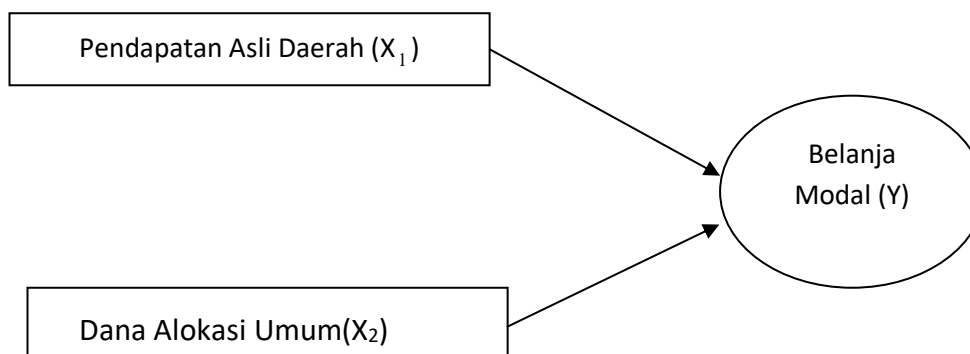 Pendapatan Asli Daerah (X₁)
Belanja
Modal (Y)
Dana Alokasi Umum(X₂)